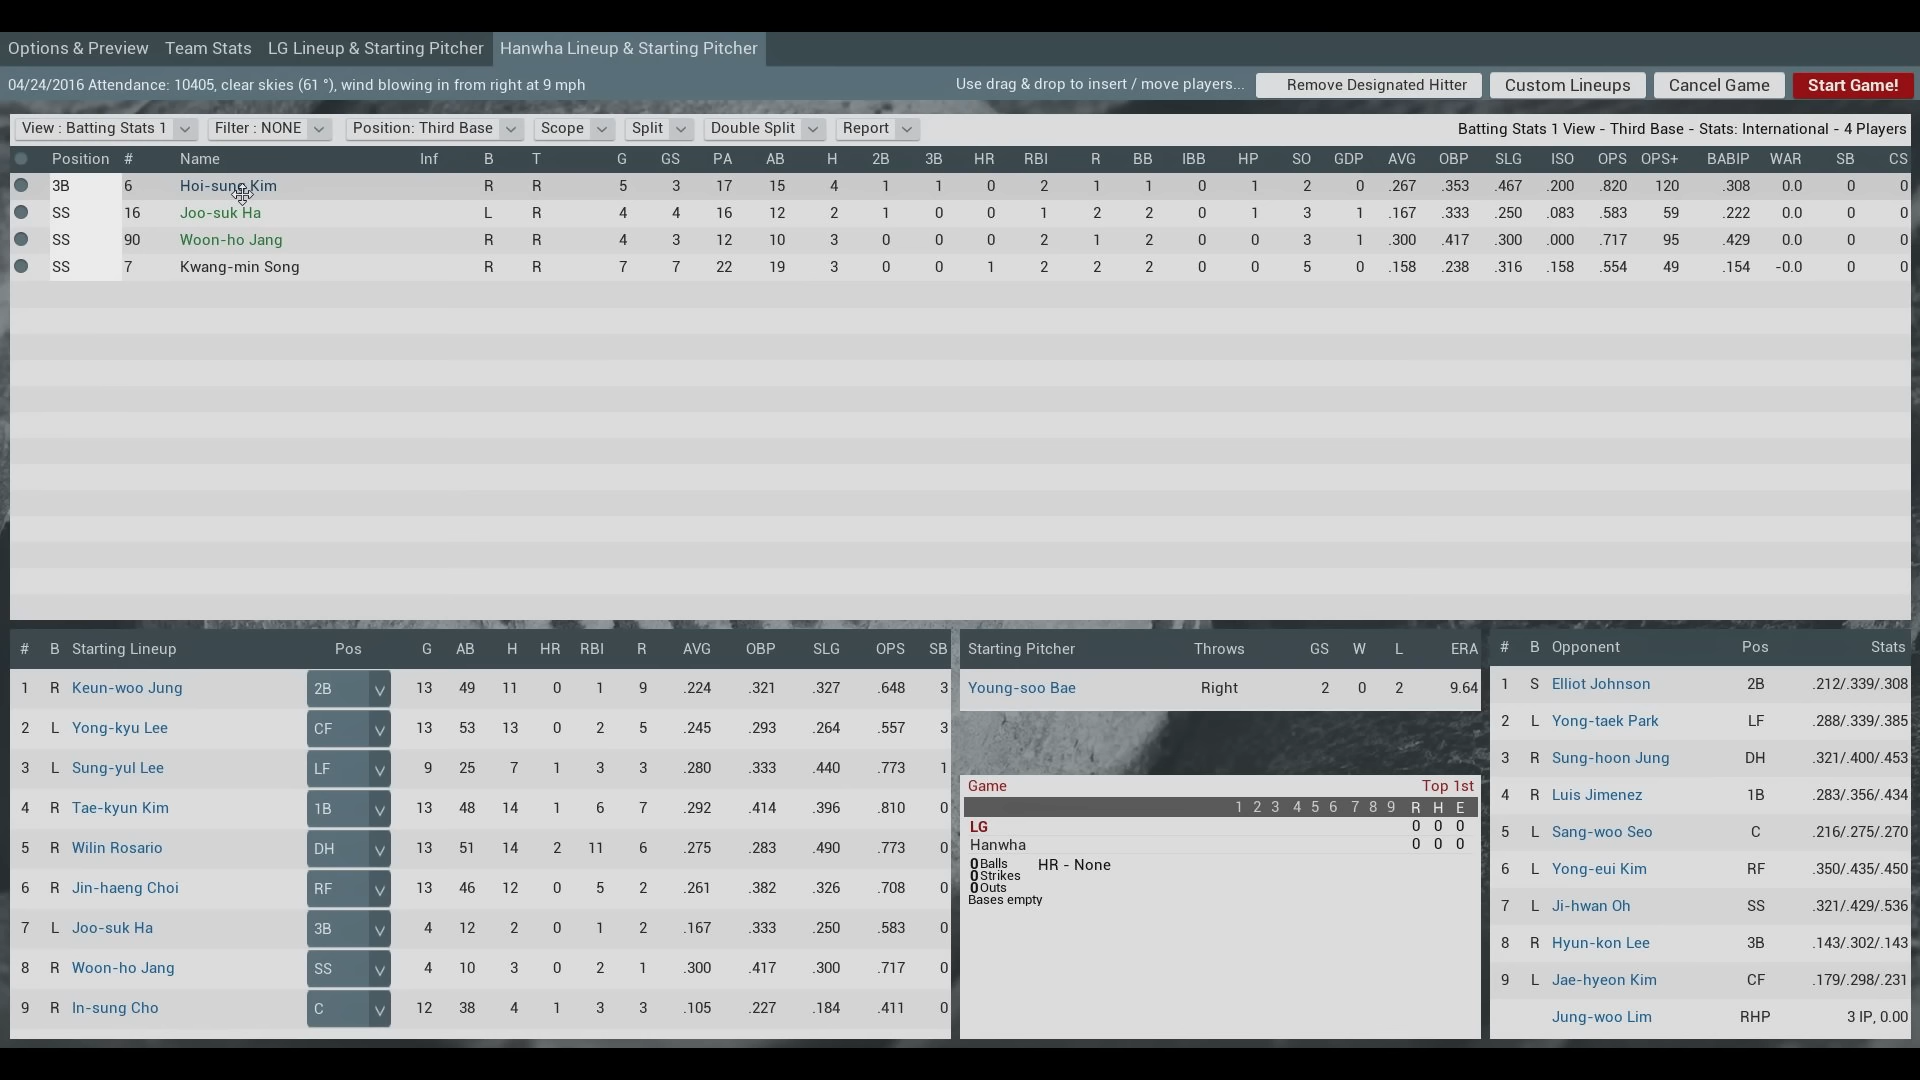 Options & Preview Team Stats LG Lineup & Starting Pitcher Hanwha Lineup & Starting Pitcher
04/24/2016 Attendance: 10405, clear skies (61 °), wind blowing in from right at 9 mph Use drag & drop to insert / move players... Remove Designated Hitter Custom Lineups Cancel Game Start Game!
View : Batting Stats 1 Filter : NONE Position: Third Base Scope Split Double Split Report Batting Stats 1 View - Third Base - Stats: International - 4 Players
Position # Name Inf B T G GS PA AB H 2B 3B HR RBI R BB IBB HP SO GDP AVG OBP SLG ISO OPS OPS+ BABIP WAR SB CS
3B 6 Hoi-sung Kim R R 5 3 17 15 4 1 1 0 2 1 1 0 1 2 0 .267 .353 .467 .200 .820 120 .308 0.0 0 0
SS 16 Joo-suk Ha L R 4 4 16 12 2 1 0 0 1 2 2 0 1 3 1 .167 .333 .250 .083 .583 59 .222 0.0 0 0
SS 90 Woon-ho Jang R R 4 3 12 10 3 0 0 0 2 1 2 0 0 3 1 .300 .417 .300 .000 .717 95 .429 0.0 0 0
SS 7 Kwang-min Song R R 7 7 22 19 3 0 0 1 2 2 2 0 0 5 0 .158 .238 .316 .158 .554 49 .154 -0.0 0 0
# B Starting Lineup Pos G AB H HR RBI R AVG OBP SLG OPS SB
1 R Keun-woo Jung 2B 13 49 11 0 1 9 .224 .321 .327 .648 3
2 L Yong-kyu Lee CF 13 53 13 0 2 5 .245 .293 .264 .557 3
3 L Sung-yul Lee LF 9 25 7 1 3 3 .280 .333 .440 .773 1
4 R Tae-kyun Kim 1B 13 48 14 1 6 7 .292 .414 .396 .810 0
5 R Wilin Rosario DH 13 51 14 2 11 6 .275 .283 .490 .773 0
6 R Jin-haeng Choi RF 13 46 12 0 5 2 .261 .382 .326 .708 0
7 L Joo-suk Ha 3B 4 12 2 0 1 2 .167 .333 .250 .583 0
8 R Woon-ho Jang SS 4 10 3 0 2 1 .300 .417 .300 .717 0
9 R In-sung Cho C 12 38 4 1 3 3 .105 .227 .184 .411 0
Starting Pitcher Throws GS W L ERA
Young-soo Bae Right 2 0 2 9.64
Game Top 1st
1 2 3 4 5 6 7 8 9 R H E
LG 0 0 0
Hanwha 0 0 0
0 Balls HR - None
0 Strikes
0 Outs
Bases empty
# B Opponent Pos Stats
1 S Elliot Johnson 2B .212/.339/.308
2 L Yong-taek Park LF .288/.339/.385
3 R Sung-hoon Jung DH .321/.400/.453
4 R Luis Jimenez 1B .283/.356/.434
5 L Sang-woo Seo C .216/.275/.270
6 L Yong-eui Kim RF .350/.435/.450
7 L Ji-hwan Oh SS .321/.429/.536
8 R Hyun-kon Lee 3B .143/.302/.143
9 L Jae-hyeon Kim CF .179/.298/.231
Jung-woo Lim RHP 3 IP, 0.00